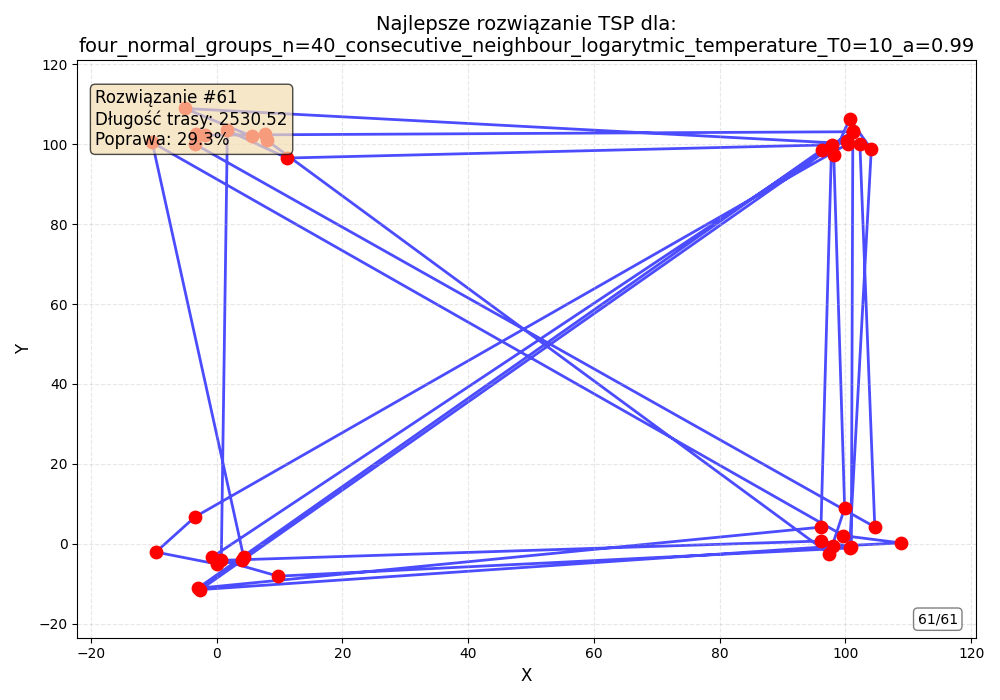 Najlepsze rozwiązanie TSP dla:
four_normal_groups_n=40_consecutive_neighbour_logarytmic_temperature_T0=10_a=0.99
Rozwiązanie #61
Długość trasy: 2530.52
Poprawa: 29.3%
120
100
80
60
40
20
0
−20
Y
61/61
−20
0
20
40
60
80
100
120
X